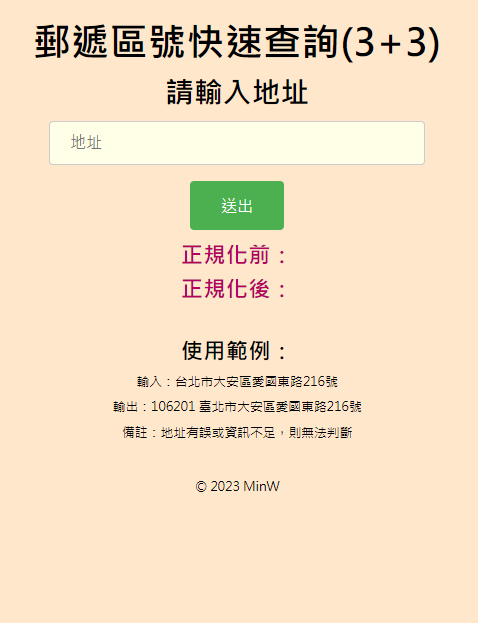 郵遞區號快速查詢(3+3)
請輸入地址
地址
送出
正規化前：
正規化後：
使用範例：
輸入：台北市大安區愛國東路216號
輸出：106201 臺北市大安區愛國東路216號
備註：地址有誤或資訊不足，則無法判斷
© 2023 MinW